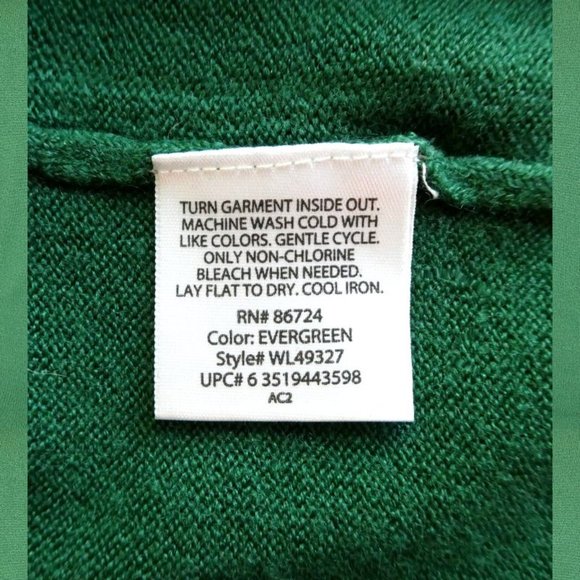 TURN GARMENT INSIDE OUT.
MACHINE WASH COLD WITH
LIKE COLORS. GENTLE CYCLE.
ONLY NON-CHLORINE
BLEACH WHEN NEEDED.
LAY FLAT TO DRY. COOL IRON.
RN# 86724
Color: EVERGREEN
Style# WL49327
UPC# 6 3519443598
AC2